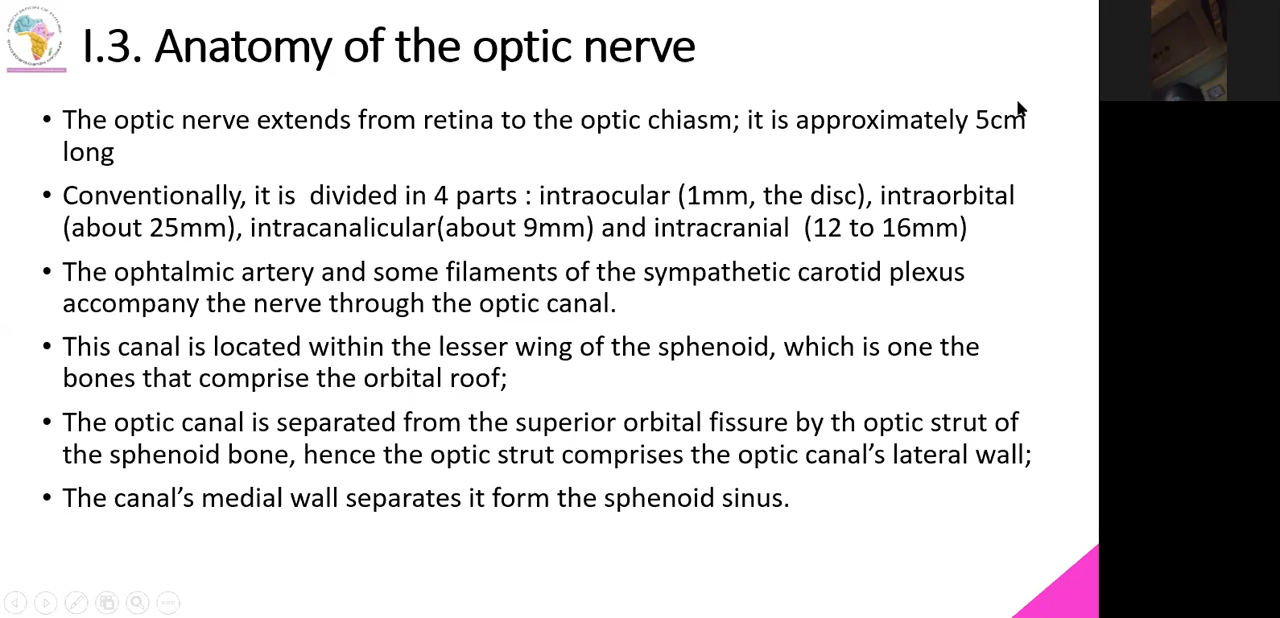 I.3. Anatomy of the optic nerve
• The optic nerve extends from retina to the optic chiasm; it is approximately 5cm
long
• Conventionally, it is  divided in 4 parts : intraocular (1mm, the disc), intraorbital
(about 25mm), intracanalicular(about 9mm) and intracranial  (12 to 16mm)
• The ophtalmic artery and some filaments of the sympathetic carotid plexus
accompany the nerve through the optic canal.
• This canal is located within the lesser wing of the sphenoid, which is one the
bones that comprise the orbital roof;
• The optic canal is separated from the superior orbital fissure by th optic strut of
the sphenoid bone, hence the optic strut comprises the optic canal’s lateral wall;
• The canal’s medial wall separates it form the sphenoid sinus.